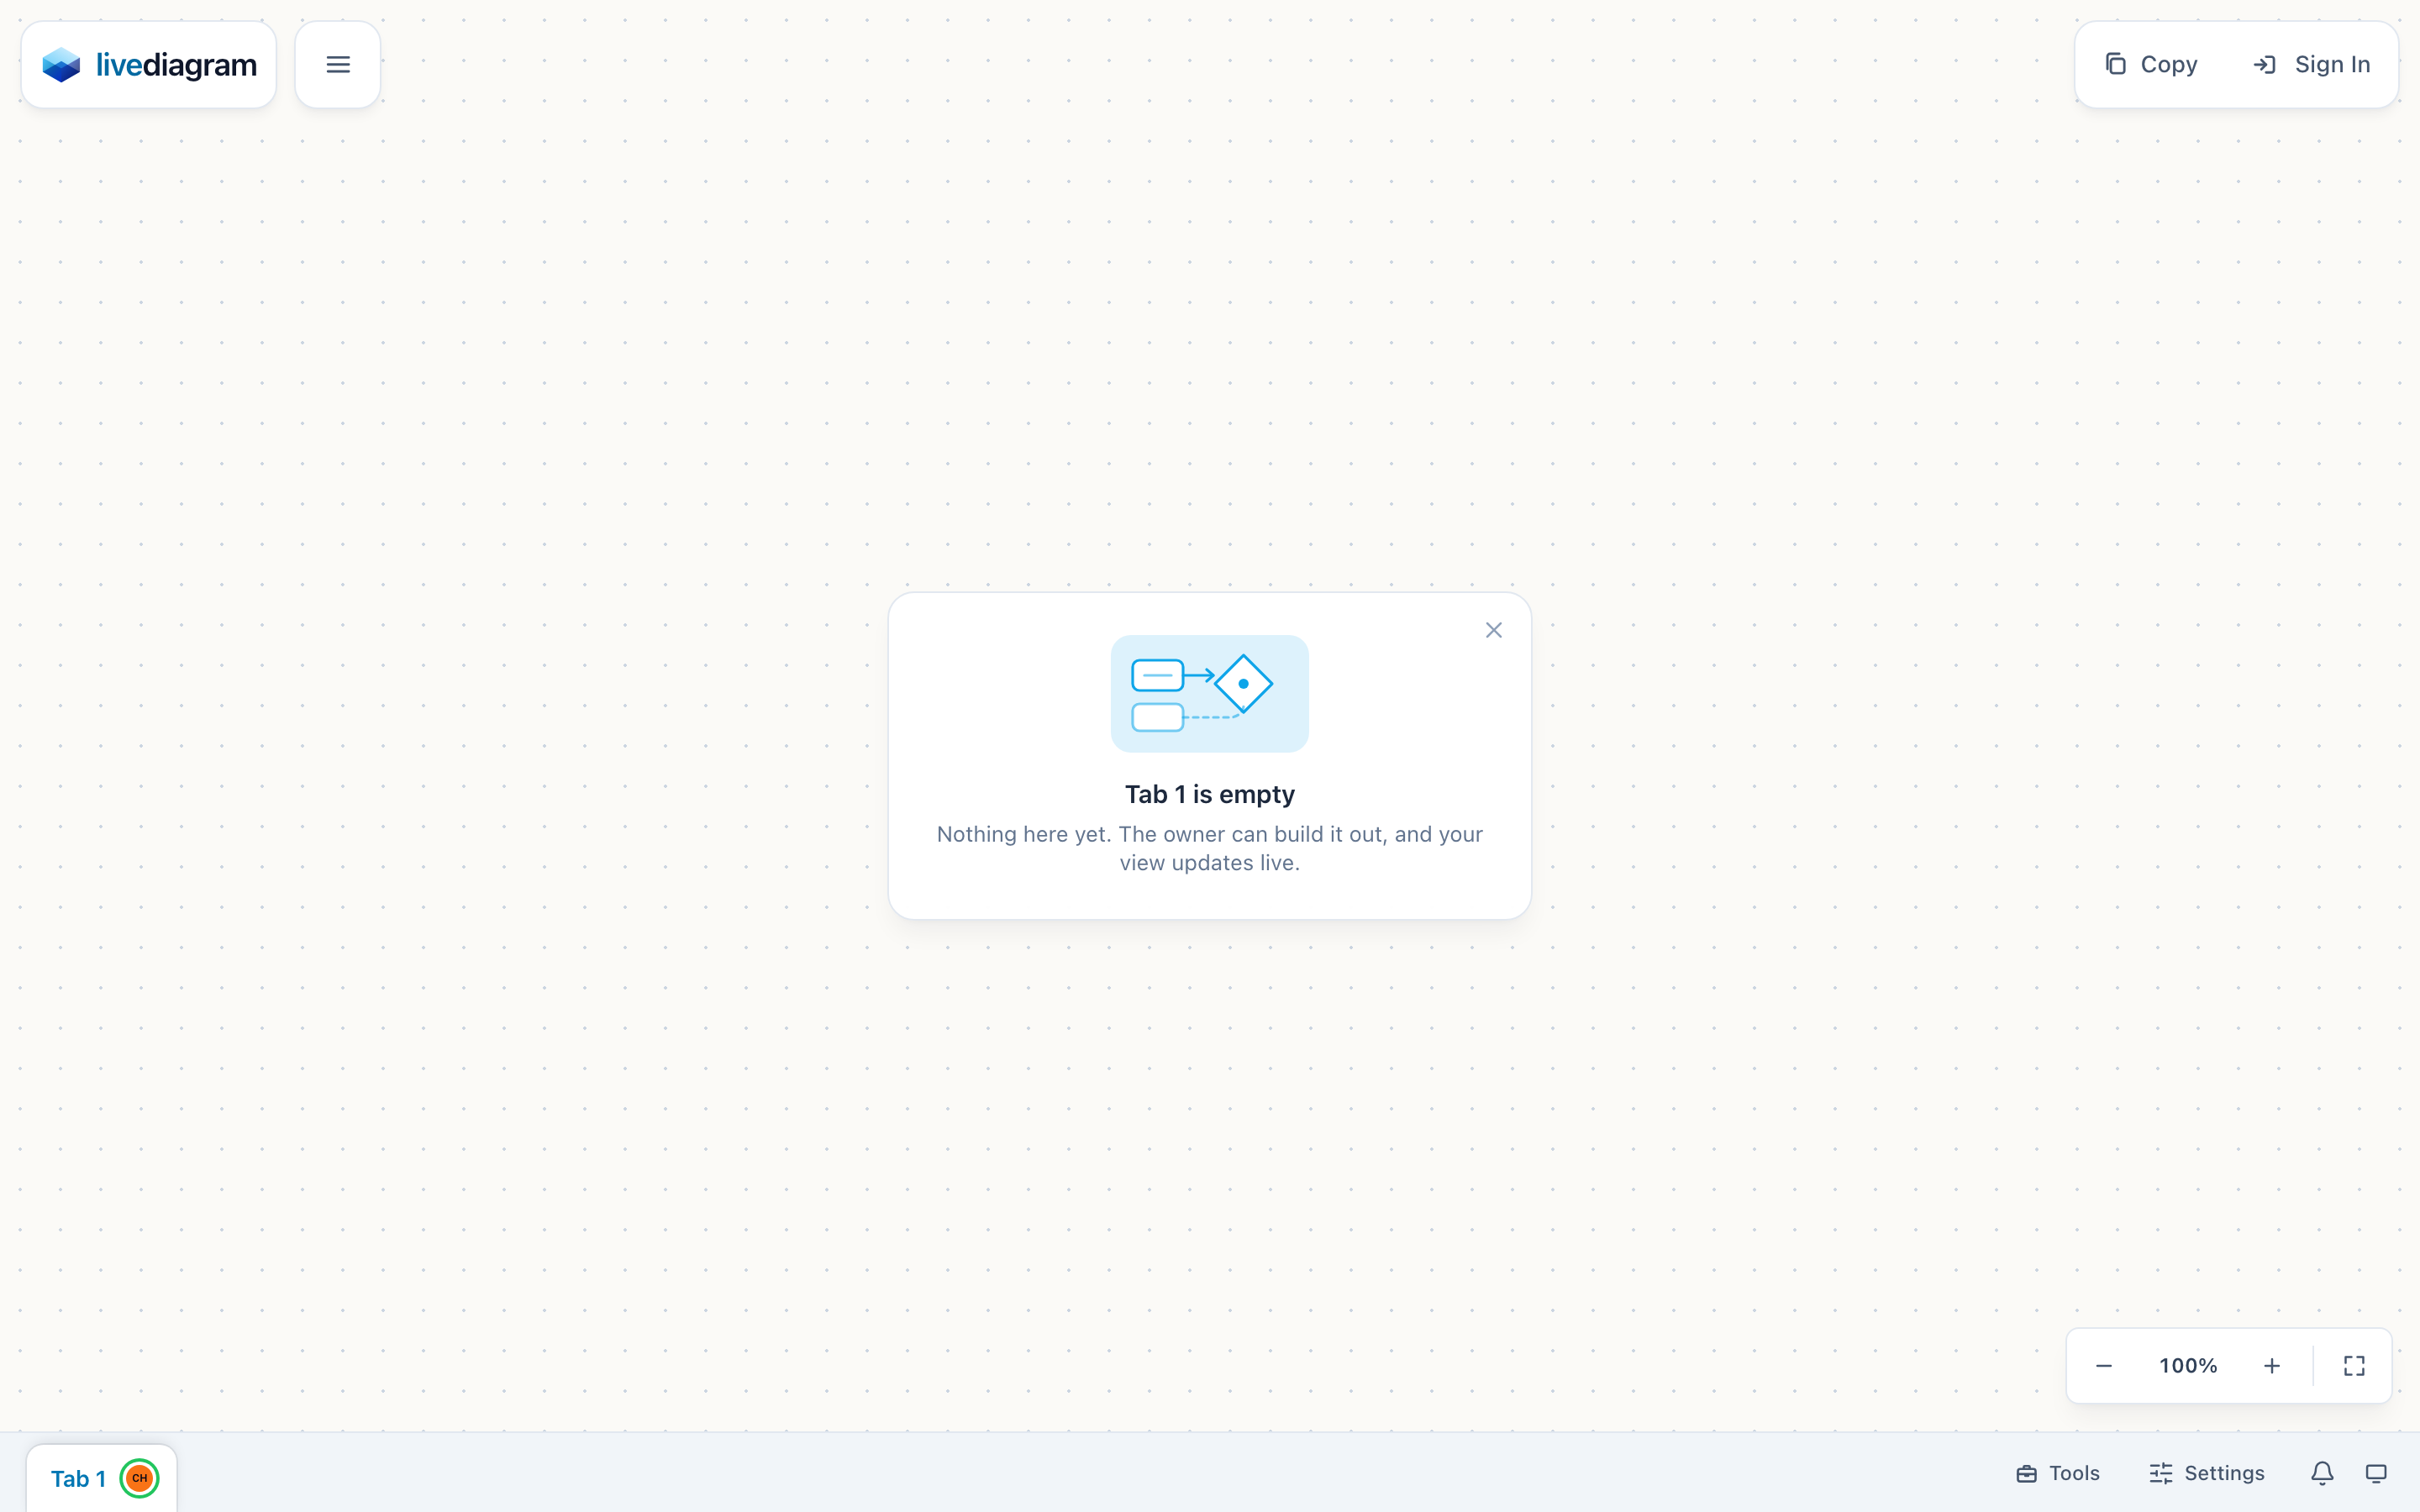 livediagram
Copy
Sign In
Tab 1 is empty
Nothing here yet. The owner can build it out, and your
view updates live.
100%
Tab 1
CH
Tools
Settings